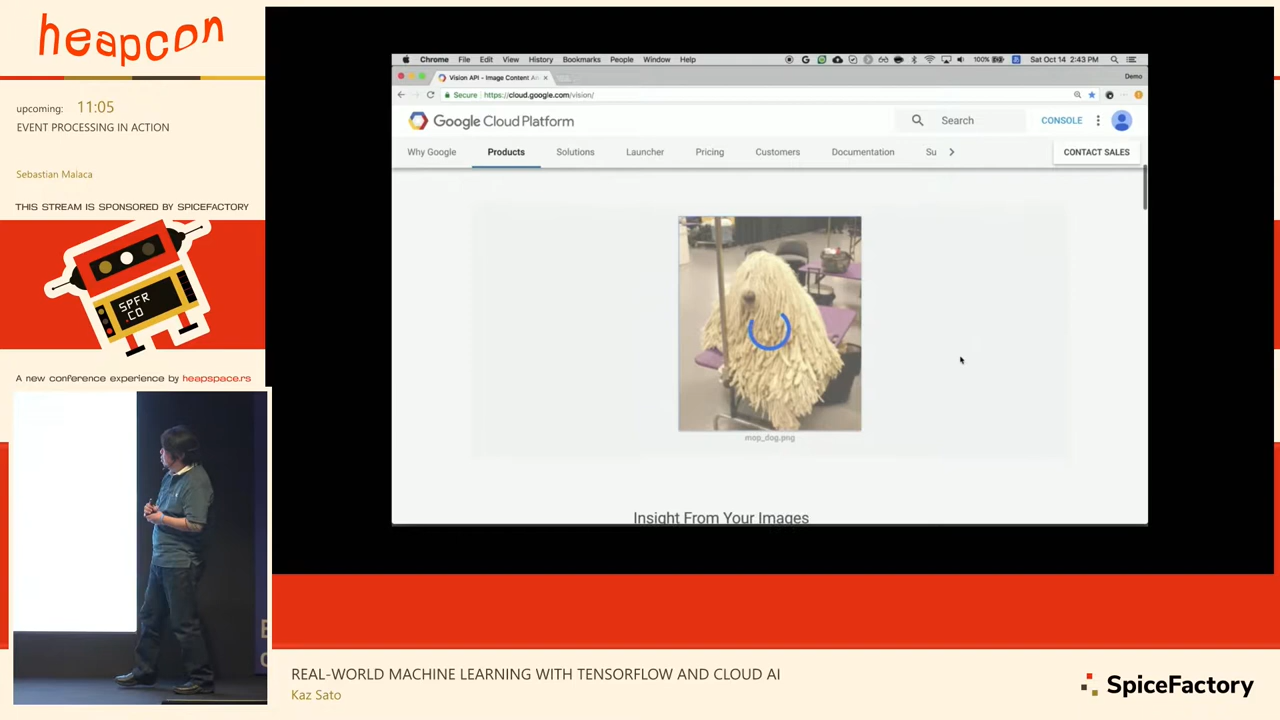 heapcon
upcoming: 11:05
EVENT PROCESSING IN ACTION
Sebastian Malaca
THIS STREAM IS SPONSORED BY SPICEFACTORY
SPFR
.CO
A new conference experience by heapspace.rs
Chrome File Edit View History Bookmarks People Window Help
100% Sat Oct 14 2:43 PM
Vision API - Image Content
Demo
Secure https://cloud.google.com/vision/
Google Cloud Platform
Search
CONSOLE
Why Google Products Solutions Launcher Pricing Customers Documentation Su
CONTACT SALES
mop_dog.png
Insight From Your Images
REAL-WORLD MACHINE LEARNING WITH TENSORFLOW AND CLOUD AI
Kaz Sato
SpiceFactory